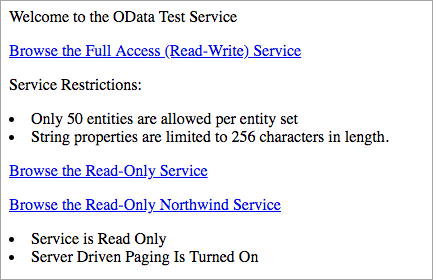 Welcome to the OData Test Service
Browse the Full Access (Read-Write) Service
Service Restrictions:
• Only 50 entities are allowed per entity set
• String properties are limited to 256 characters in length.
Browse the Read-Only Service
Browse the Read-Only Northwind Service
• Service is Read Only
• Server Driven Paging Is Turned On